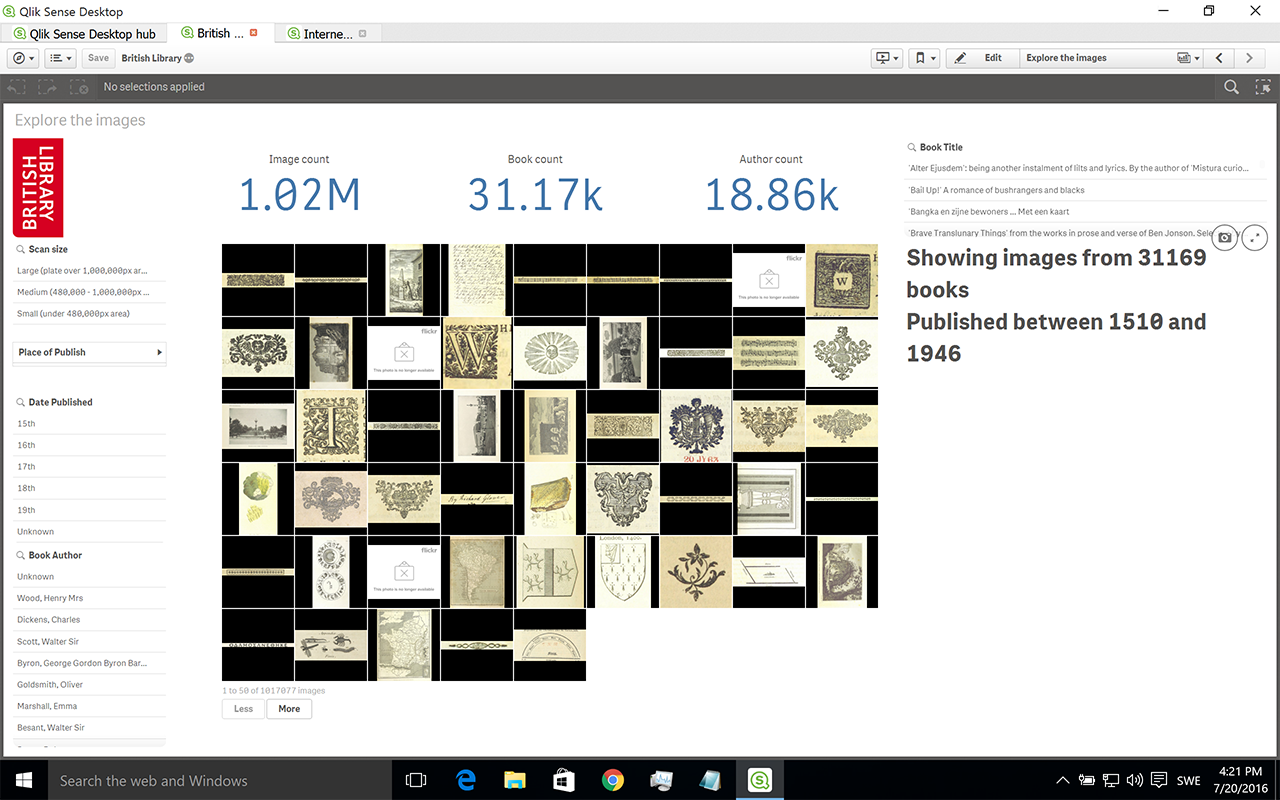 Qlik Sense Desktop
Qlik Sense Desktop hub
British ...
Interne...
Save
British Library
Edit
Explore the images
No selections applied
Explore the images
LIBRARY
BRITISH
Image count
1.02M
Book count
31.17k
Author count
18.86k
Scan size
Large (plate over 1,000,000px ar...
Medium (480,000 - 1,000,000px ...
Small (under 480,000px area)
Place of Publish
Date Published
15th
16th
17th
18th
19th
Unknown
Book Author
Unknown
Wood, Henry Mrs
Dickens, Charles
Scott, Walter Sir
Byron, George Gordon Byron Bar...
Goldsmith, Oliver
Marshall, Emma
Besant, Walter Sir
flickr
This photo is no longer available
W
flickr
This photo is no longer available
W
T
20 JY 63
By Richard Glover
flickr
This photo is no longer available
London, 1400.
1 to 50 of 1017077 images
Less
More
Book Title
'Alter Ejusdem': being another instalment of lilts and lyrics. By the author of 'Mistura curio...
'Bail Up!' A romance of bushrangers and blacks
'Bangka en zijne bewoners ... Met een kaart
'Brave Translunary Things' from the works in prose and verse of Ben Jonson.
Showing images from 31169
books
Published between 1510 and
1946
Search the web and Windows
SWE
4:21 PM
7/20/2016